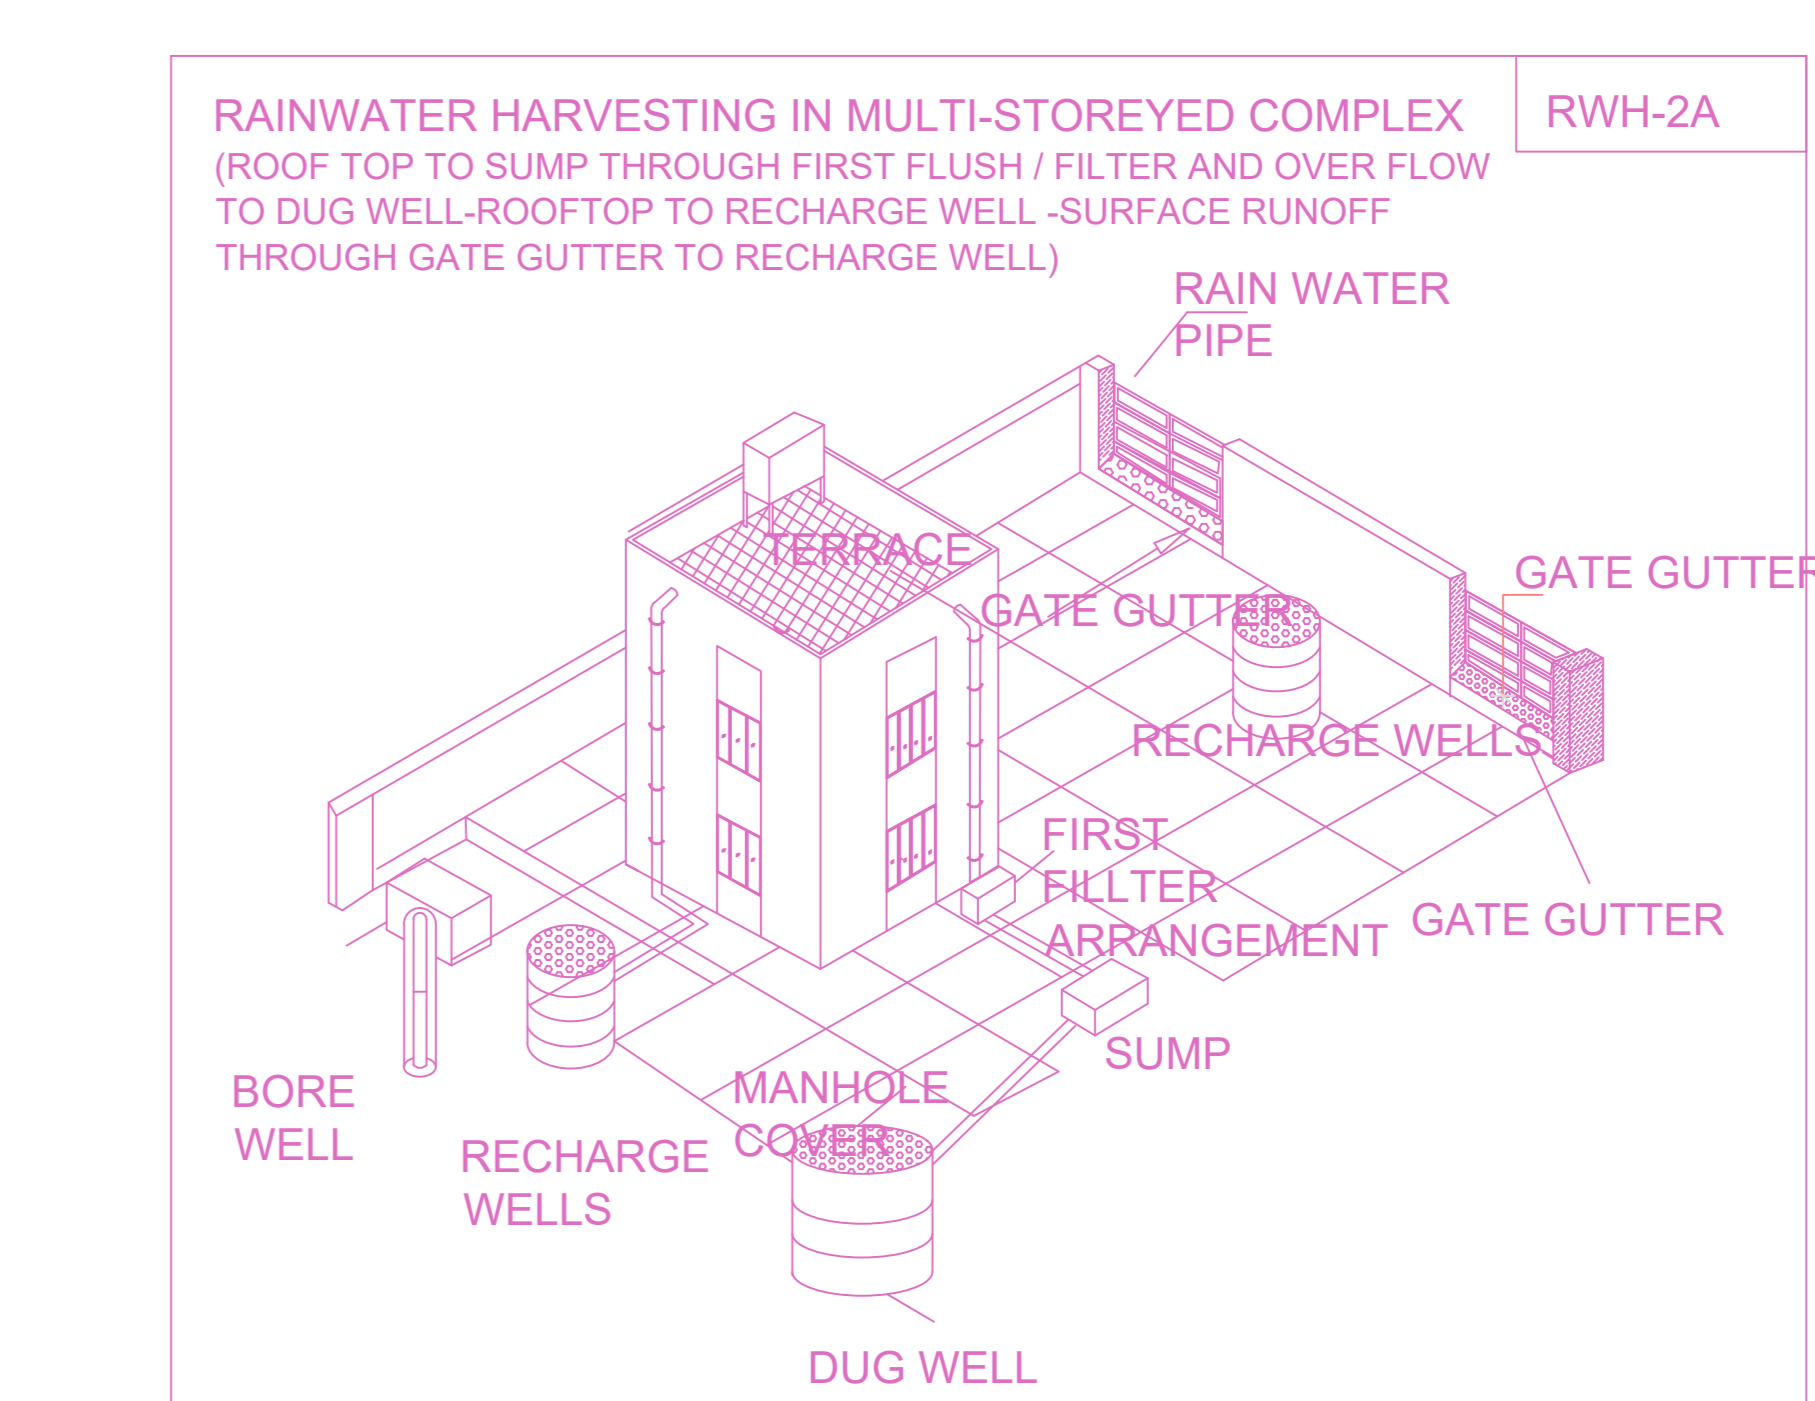 RAINWATER HARVESTING IN MULTI-STOREYED COMPLEX
RWH-2A
(ROOF TOP TO SUMP THROUGH FIRST FLUSH / FILTER AND OVER FLOW
TO DUG WELL-ROOFTOP TO RECHARGE WELL -SURFACE RUNOFF
THROUGH GATE GUTTER TO RECHARGE WELL)
RAIN WATER
PIPE
TERRACE
GATE GUTTER
GATE GUTTER
RECHARGE WELLS
FIRST
FILLTER
ARRANGEMENT
GATE GUTTER
SUMP
BORE
WELL
MANHOLE
COVER
RECHARGE
WELLS
DUG WELL